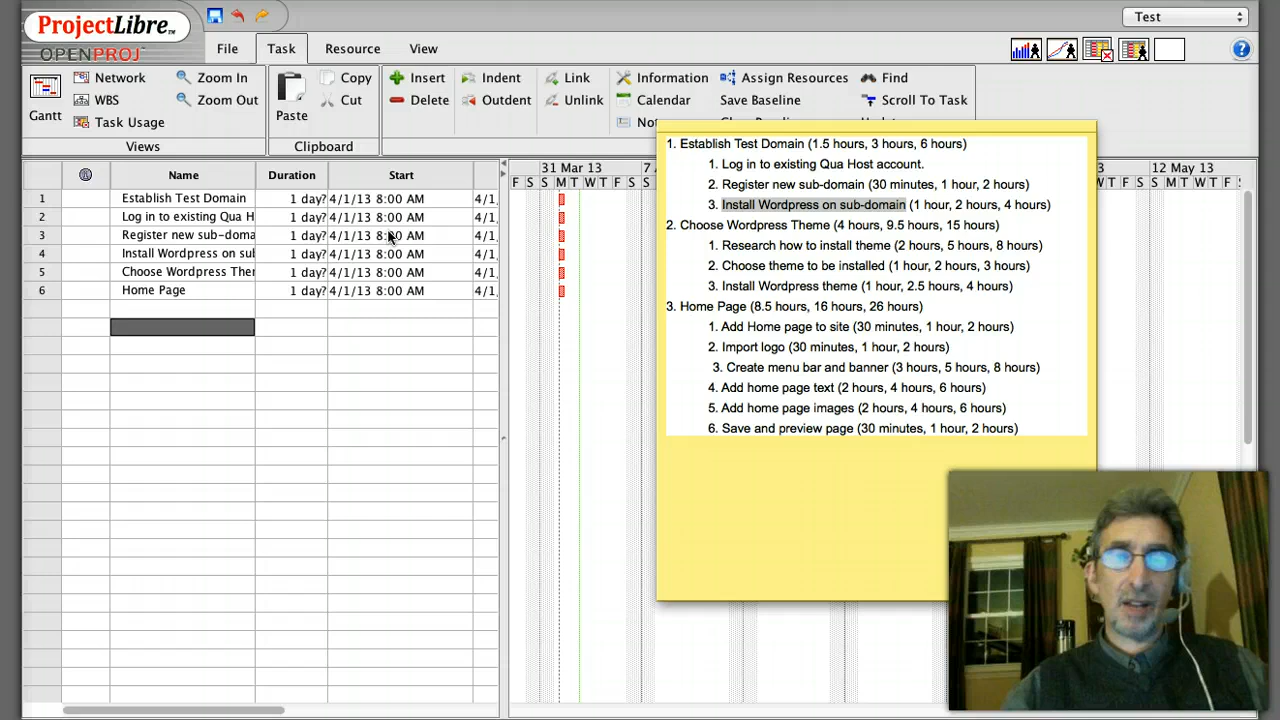 ProjectLibre™
OPENPROJ
Test
File Task Resource View
Network Zoom In Copy Insert Indent Link Information Assign Resources Find
WBS Zoom Out Cut Delete Outdent Unlink Calendar Save Baseline Scroll To Task
Gantt Task Usage Paste
Views Clipboard
Name Duration Start
31 Mar 13 7 12 May 13
F S S M T W T F S
T F S S M T W T F S
1 Establish Test Domain 1 day? 4/1/13 8:00 AM 4/1
2 Log in to existing Qua H 1 day? 4/1/13 8:00 AM 4/1
3 Register new sub-doma 1 day? 4/1/13 8:00 AM 4/1
4 Install Wordpress on sul 1 day? 4/1/13 8:00 AM 4/1
5 Choose Wordpress Ther 1 day? 4/1/13 8:00 AM 4/1
6 Home Page 1 day? 4/1/13 8:00 AM 4/1
1. Establish Test Domain (1.5 hours, 3 hours, 6 hours)
1. Log in to existing Qua Host account.
2. Register new sub-domain (30 minutes, 1 hour, 2 hours)
3. Install Wordpress on sub-domain (1 hour, 2 hours, 4 hours)
2. Choose Wordpress Theme (4 hours, 9.5 hours, 15 hours)
1. Research how to install theme (2 hours, 5 hours, 8 hours)
2. Choose theme to be installed (1 hour, 2 hours, 3 hours)
3. Install Wordpress theme (1 hour, 2.5 hours, 4 hours)
3. Home Page (8.5 hours, 16 hours, 26 hours)
1. Add Home page to site (30 minutes, 1 hour, 2 hours)
2. Import logo (30 minutes, 1 hour, 2 hours)
3. Create menu bar and banner (3 hours, 5 hours, 8 hours)
4. Add home page text (2 hours, 4 hours, 6 hours)
5. Add home page images (2 hours, 4 hours, 6 hours)
6. Save and preview page (30 minutes, 1 hour, 2 hours)